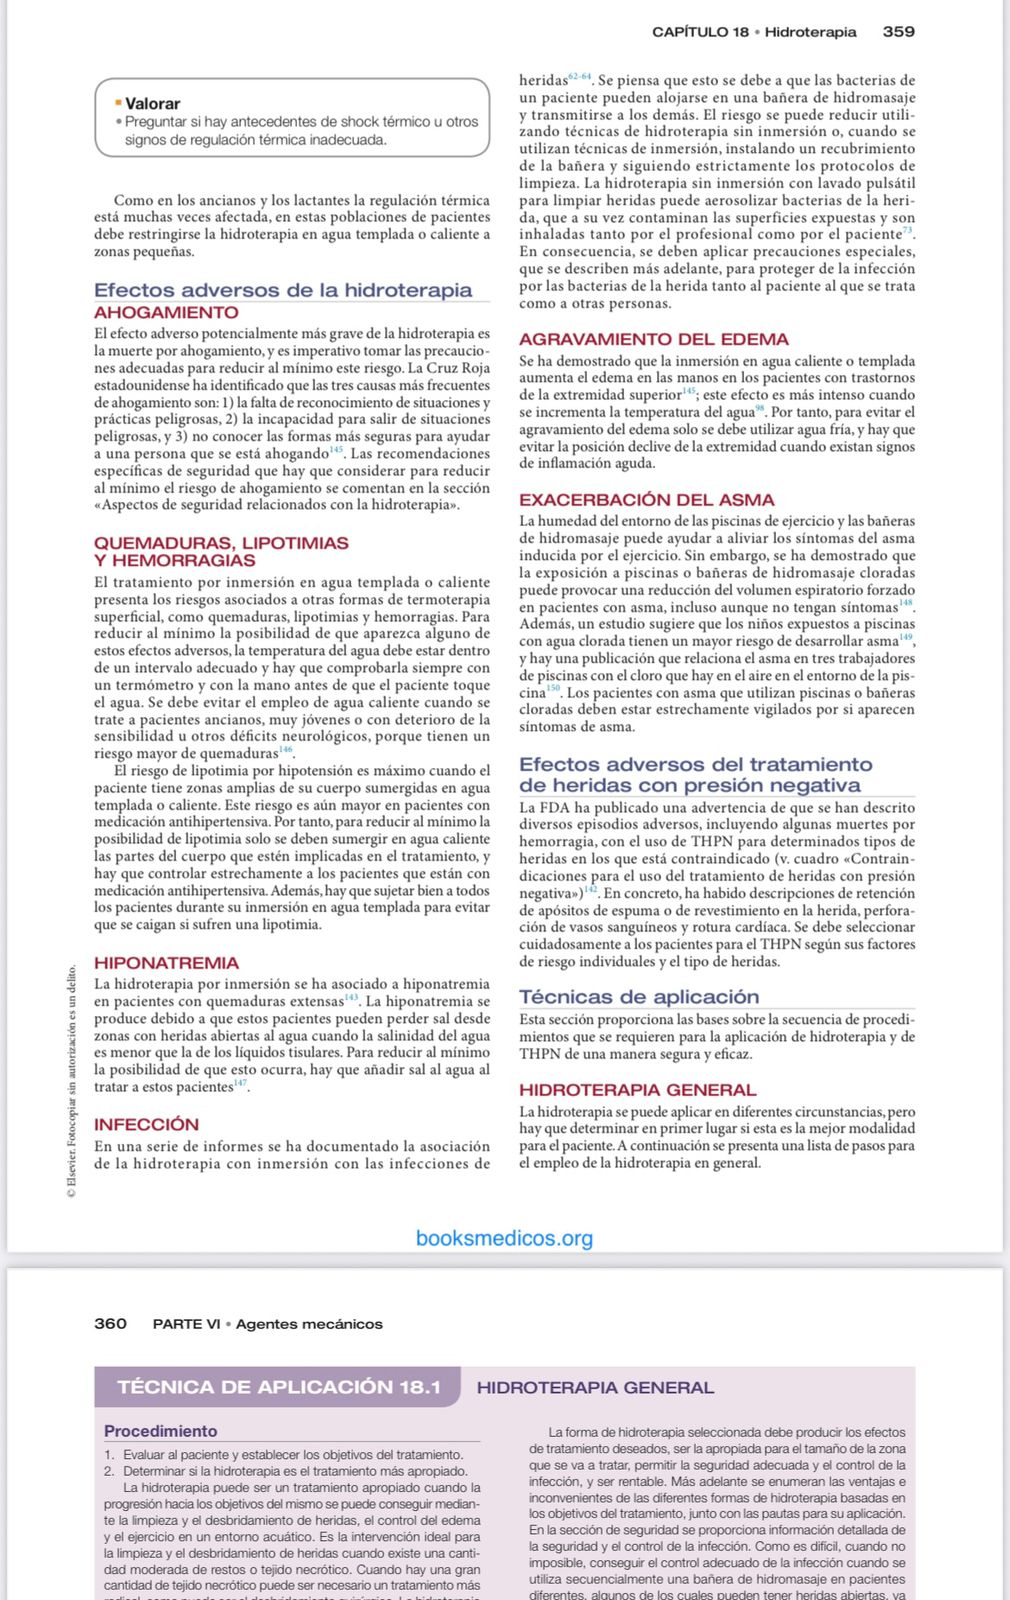 CAPÍTULO 18 • Hidroterapia 359
Valorar
• Preguntar si hay antecedentes de shock térmico u otros
signos de regulación térmica inadecuada.
Como en los ancianos y los lactantes la regulación térmica
está muchas veces afectada, en estas poblaciones de pacientes
debe restringirse la hidroterapia en agua templada o caliente a
zonas pequeñas.
Efectos adversos de la hidroterapia
AHOGAMIENTO
El efecto adverso potencialmente más grave de la hidroterapia es
la muerte por ahogamiento, y es imperativo tomar las precaucio-
nes adecuadas para reducir al mínimo este riesgo. La Cruz Roja
estadounidense ha identificado que las tres causas más frecuentes
de ahogamiento son: 1) la falta de reconocimiento de situaciones y
prácticas peligrosas, 2) la incapacidad para salir de situaciones
peligrosas, y 3) no conocer las formas más seguras para ayudar
a una persona que se está ahogando145. Las recomendaciones
específicas de seguridad que hay que considerar para reducir
al mínimo el riesgo de ahogamiento se comentan en la sección
«Aspectos de seguridad relacionados con la hidroterapia».
QUEMADURAS, LIPOTIMIAS
Y HEMORRAGIAS
El tratamiento por inmersión en agua templada o caliente
presenta los riesgos asociados a otras formas de termoterapia
superficial, como quemaduras, lipotimias y hemorragias. Para
reducir al mínimo la posibilidad de que aparezca alguno de
estos efectos adversos, la temperatura del agua debe estar dentro
de un intervalo adecuado y hay que comprobarla siempre con
un termómetro y con la mano antes de que el paciente toque
el agua. Se debe evitar el empleo de agua caliente cuando se
trate a pacientes ancianos, muy jóvenes o con deterioro de la
sensibilidad u otros déficits neurológicos, porque tienen un
riesgo mayor de quemaduras146.
El riesgo de lipotimia por hipotensión es máximo cuando el
paciente tiene zonas amplias de su cuerpo sumergidas en agua
templada o caliente. Este riesgo es aún mayor en pacientes con
medicación antihipertensiva. Por tanto, para reducir al mínimo la
posibilidad de lipotimia solo se deben sumergir en agua caliente
las partes del cuerpo que estén implicadas en el tratamiento, y
hay que controlar estrechamente a los pacientes que están con
medicación antihipertensiva. Además, hay que sujetar bien a todos
los pacientes durante su inmersión en agua templada para evitar
que se caigan si sufren una lipotimia.
HIPONATREMIA
La hidroterapia por inmersión se ha asociado a hiponatremia
en pacientes con quemaduras extensas143. La hiponatremia se
produce debido a que estos pacientes pueden perder sal desde
zonas con heridas abiertas al agua cuando la salinidad del agua
es menor que la de los líquidos tisulares. Para reducir al mínimo
la posibilidad de que esto ocurra, hay que añadir sal al agua al
tratar a estos pacientes147.
INFECCIÓN
En una serie de informes se ha documentado la asociación
de la hidroterapia con inmersión con las infecciones de
© Elsevier. Fotocopiar sin autorización es un delito.
heridas62-64. Se piensa que esto se debe a que las bacterias de
un paciente pueden alojarse en una bañera de hidromasaje
y transmitirse a los demás. El riesgo se puede reducir utili-
zando técnicas de hidroterapia sin inmersión o, cuando se
utilizan técnicas de inmersión, instalando un recubrimiento
de la bañera y siguiendo estrictamente los protocolos de
limpieza. La hidroterapia sin inmersión con lavado pulsátil
para limpiar heridas puede aerosolizar bacterias de la heri-
da, que a su vez contaminan las superficies expuestas y son
inhaladas tanto por el profesional como por el paciente73.
En consecuencia, se deben aplicar precauciones especiales,
que se describen más adelante, para proteger de la infección
por las bacterias de la herida tanto al paciente al que se trata
como a otras personas.
AGRAVAMIENTO DEL EDEMA
Se ha demostrado que la inmersión en agua caliente o templada
aumenta el edema en las manos en los pacientes con trastornos
de la extremidad superior145; este efecto es más intenso cuando
se incrementa la temperatura del agua98. Por tanto, para evitar el
agravamiento del edema solo se debe utilizar agua fría, y hay que
evitar la posición declive de la extremidad cuando existan signos
de inflamación aguda.
EXACERBACIÓN DEL ASMA
La humedad del entorno de las piscinas de ejercicio y las bañeras
de hidromasaje puede ayudar a aliviar los síntomas del asma
inducida por el ejercicio. Sin embargo, se ha demostrado que
la exposición a piscinas o bañeras de hidromasaje cloradas
puede provocar una reducción del volumen espiratorio forzado
en pacientes con asma, incluso aunque no tengan síntomas148.
Además, un estudio sugiere que los niños expuestos a piscinas
con agua clorada tienen un mayor riesgo de desarrollar asma149,
y hay una publicación que relaciona el asma en tres trabajadores
de piscinas con el cloro que hay en el aire en el entorno de la pis-
cina150. Los pacientes con asma que utilizan piscinas o bañeras
cloradas deben estar estrechamente vigilados por si aparecen
síntomas de asma.
Efectos adversos del tratamiento
de heridas con presión negativa
La FDA ha publicado una advertencia de que se han descrito
diversos episodios adversos, incluyendo algunas muertes por
hemorragia, con el uso de THPN para determinados tipos de
heridas en los que está contraindicado (v. cuadro «Contrain-
dicaciones para el uso del tratamiento de heridas con presión
negativa»)142. En concreto, ha habido descripciones de retención
de apósitos de espuma o de revestimiento en la herida, perfora-
ción de vasos sanguíneos y rotura cardíaca. Se debe seleccionar
cuidadosamente a los pacientes para el THPN según sus factores
de riesgo individuales y el tipo de heridas.
Técnicas de aplicación
Esta sección proporciona las bases sobre la secuencia de procedi-
mientos que se requieren para la aplicación de hidroterapia y de
THPN de una manera segura y eficaz.
HIDROTERAPIA GENERAL
La hidroterapia se puede aplicar en diferentes circunstancias, pero
hay que determinar en primer lugar si esta es la mejor modalidad
para el paciente. A continuación se presenta una lista de pasos para
el empleo de la hidroterapia en general.
booksmedicos.org
360 PARTE VI • Agentes mecánicos
TÉCNICA DE APLICACIÓN 18.1 HIDROTERAPIA GENERAL
Procedimiento
1. Evaluar al paciente y establecer los objetivos del tratamiento.
2. Determinar si la hidroterapia es el tratamiento más apropiado.
La hidroterapia puede ser un tratamiento apropiado cuando la
progresión hacia los objetivos del mismo se puede conseguir median-
te la limpieza y el desbridamiento de heridas, el control del edema
y el ejercicio en un entorno acuático. Es la intervención ideal para
la limpieza y el desbridamiento de heridas cuando existe una canti-
dad moderada de restos o tejido necrótico. Cuando hay una gran
cantidad de tejido necrótico puede ser necesario un tratamiento más
La forma de hidroterapia seleccionada debe producir los efectos
de tratamiento deseados, ser la apropiada para el tamaño de la zona
que se va a tratar, permitir la seguridad adecuada y el control de la
infección, y ser rentable. Más adelante se enumeran las ventajas e
inconvenientes de las diferentes formas de hidroterapia basadas en
los objetivos del tratamiento, junto con las pautas para su aplicación.
En la sección de seguridad se proporciona información detallada de
la seguridad y el control de la infección. Como es difícil, cuando no
imposible, conseguir el control adecuado de la infección cuando se
utiliza secuencialmente una bañera de hidromasaje en pacientes
diferentes, algunos de los cuales pueden tener heridas abiertas, ya